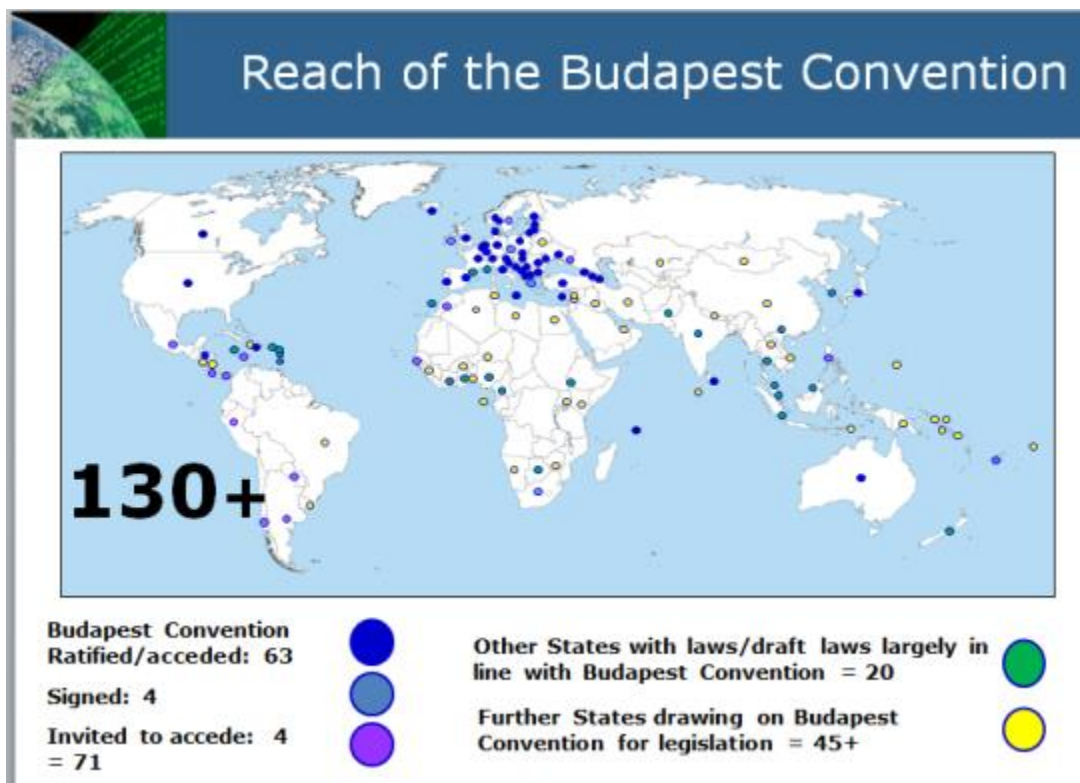 Reach of the Budapest Convention
130+
Budapest Convention
Ratified/acceded: 63
Signed: 4
Invited to accede: 4
= 71
Other States with laws/draft laws largely in
line with Budapest Convention = 20
Further States drawing on Budapest
Convention for legislation = 45+